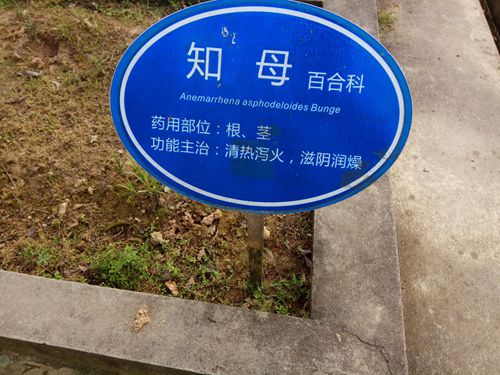 知母 百合科
Anemarrhena asphodeloides Bunge
药用部位：根、茎
功能主治：清热泻火，滋阴润燥